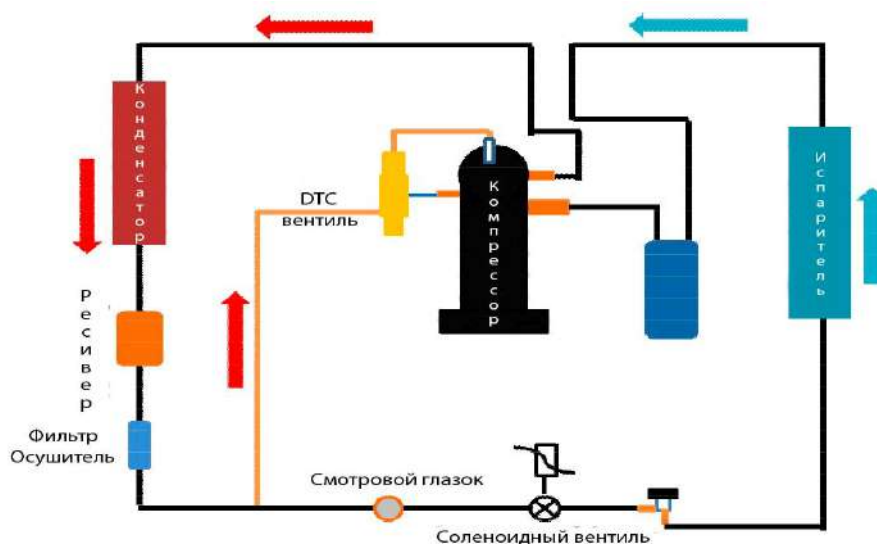 Конденсатор
DTC
вентиль
Компрессор
Испаритель
Ресивер
Фильтр
Осушитель
Смотровой глазок
Соленоидный вентиль